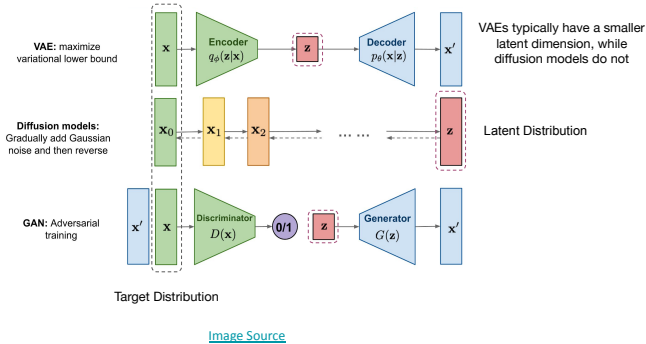 VAE: maximize
variational lower bound
x
Encoder
qϕ(z|x)
z
Decoder
pθ(x|z)
x′
VAEs typically have a smaller
latent dimension, while
diffusion models do not
Diffusion models:
Gradually add Gaussian
noise and then reverse
x0
x1
x2
... ...
z
Latent Distribution
GAN: Adversarial
training
x′
x
Discriminator
D(x)
0/1
z
Generator
G(z)
x′
Target Distribution
Image Source